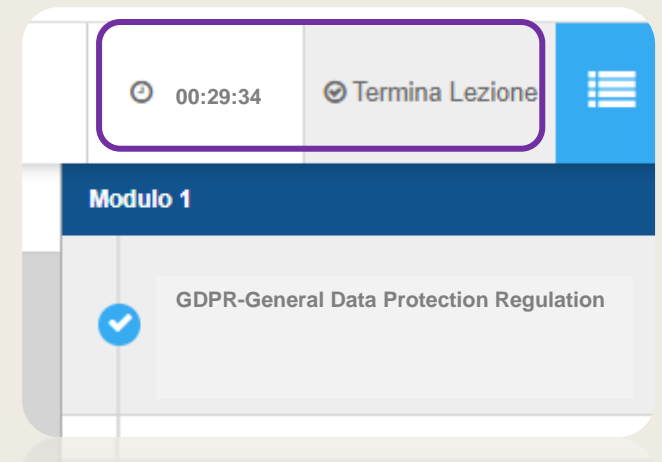 00:29:34
Termina Lezione
Modulo 1
GDPR-General Data Protection Regulation